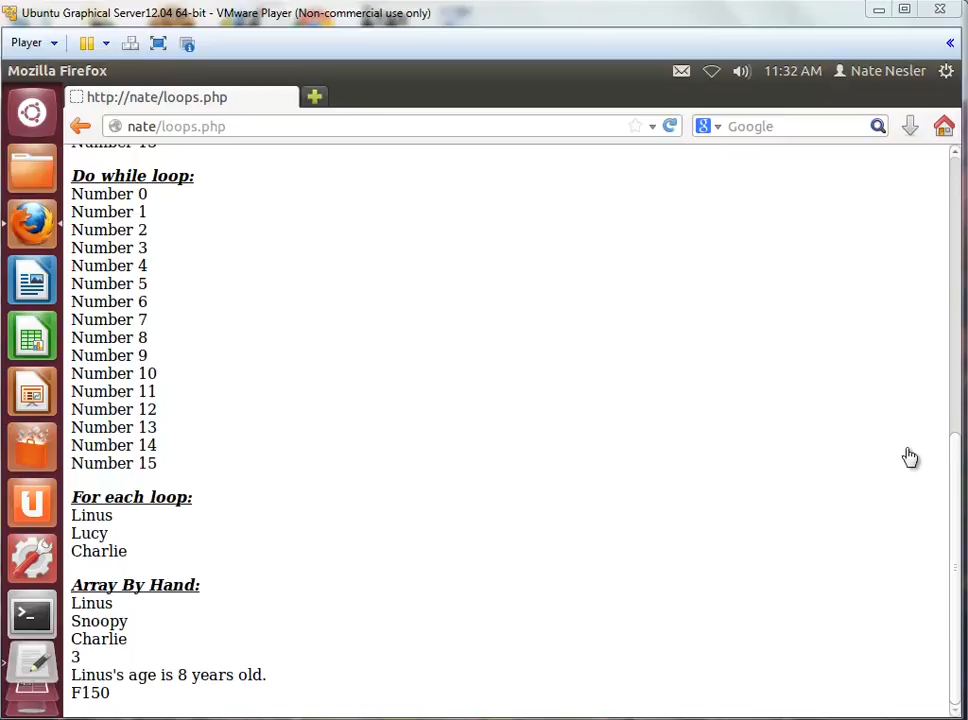 Ubuntu Graphical Server12.04 64-bit - VMware Player (Non-commercial use only)
Player
Mozilla Firefox
11:32 AM
Nate Nesler
http://nate/loops.php
nate/loops.php
Google
Number 15
Do while loop:
Number 0
Number 1
Number 2
Number 3
Number 4
Number 5
Number 6
Number 7
Number 8
Number 9
Number 10
Number 11
Number 12
Number 13
Number 14
Number 15
For each loop:
Linus
Lucy
Charlie
Array By Hand:
Linus
Snoopy
Charlie
3
Linus's age is 8 years old.
F150